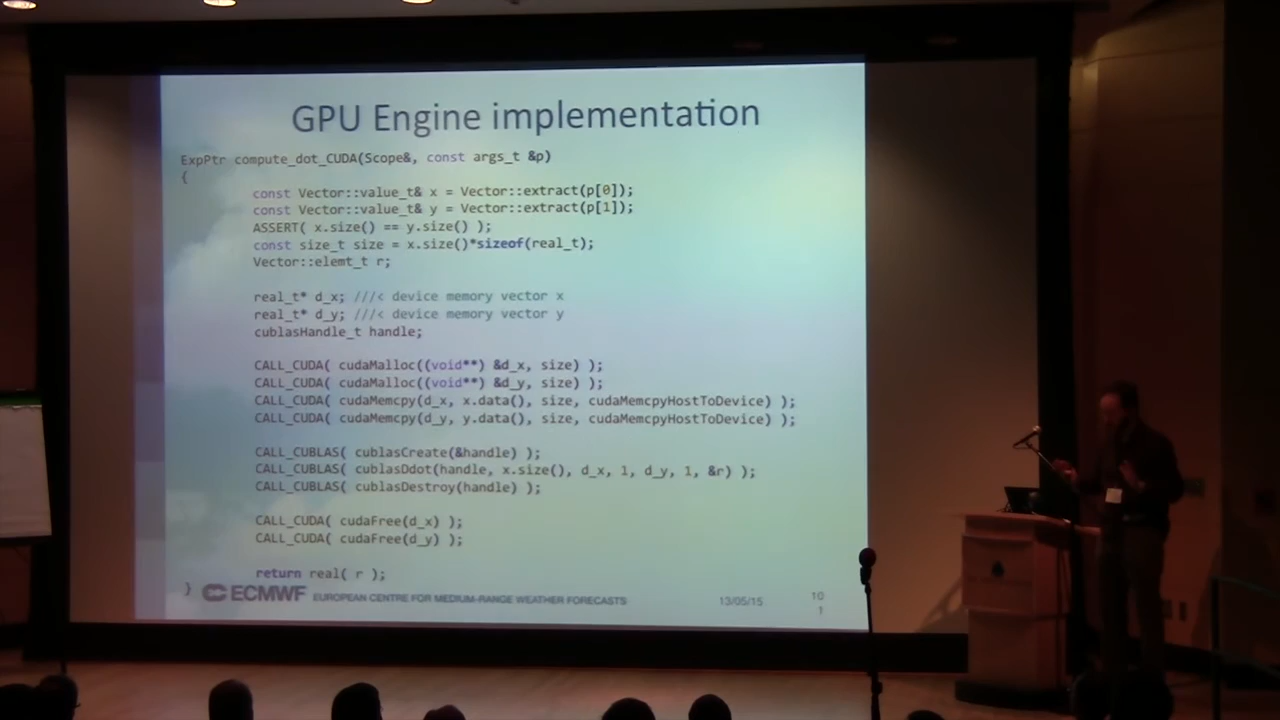 GPU Engine implementation
ExpPtr compute_dot_CUDA(Scope&, const args_t &p)
{
const Vector::value_t& x = Vector::extract(p[0]);
const Vector::value_t& y = Vector::extract(p[1]);
ASSERT( x.size() == y.size() );
const size_t size = x.size()*sizeof(real_t);
Vector::elemt_t r;
real_t* d_x; ///< device memory vector x
real_t* d_y; ///< device memory vector y
cublasHandle_t handle;
CALL_CUDA( cudaMalloc((void**) &d_x, size) );
CALL_CUDA( cudaMalloc((void**) &d_y, size) );
CALL_CUDA( cudaMemcpy(d_x, x.data(), size, cudaMemcpyHostToDevice) );
CALL_CUDA( cudaMemcpy(d_y, y.data(), size, cudaMemcpyHostToDevice) );
CALL_CUBLAS( cublasCreate(&handle) );
CALL_CUBLAS( cublasDdot(handle, x.size(), d_x, 1, d_y, 1, &r) );
CALL_CUBLAS( cublasDestroy(handle) );
CALL_CUDA( cudaFree(d_x) );
CALL_CUDA( cudaFree(d_y) );
return real( r );
}
ECMWF EUROPEAN CENTRE FOR MEDIUM-RANGE WEATHER FORECASTS 13/05/15 10
1